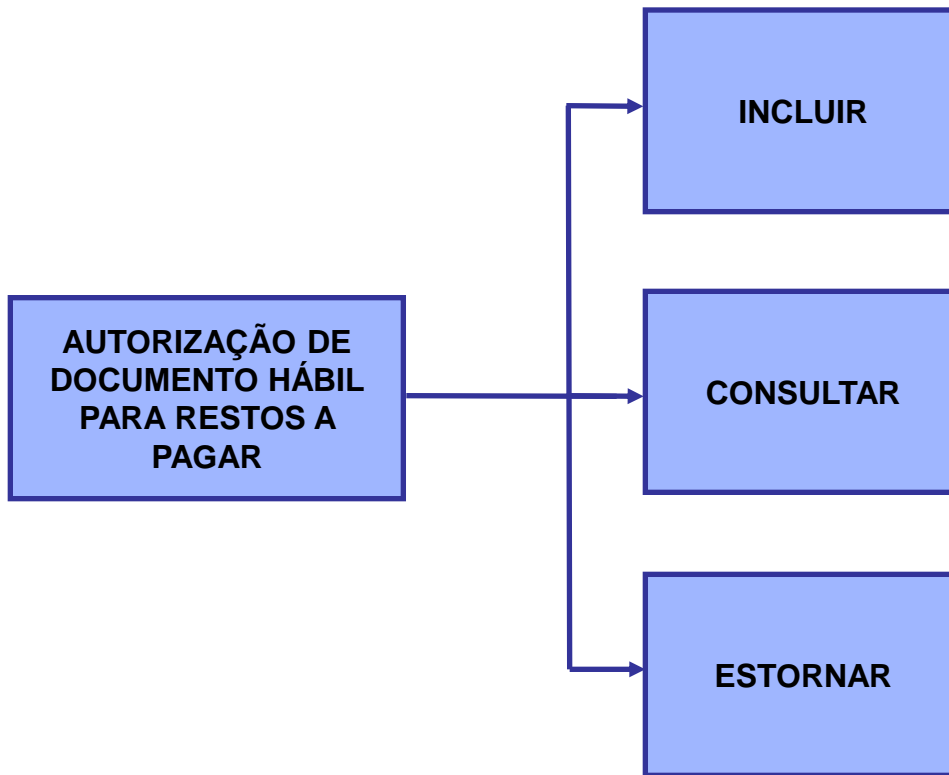 INCLUIR
AUTORIZAÇÃO DE
DOCUMENTO HÁBIL
PARA RESTOS A
PAGAR
CONSULTAR
ESTORNAR